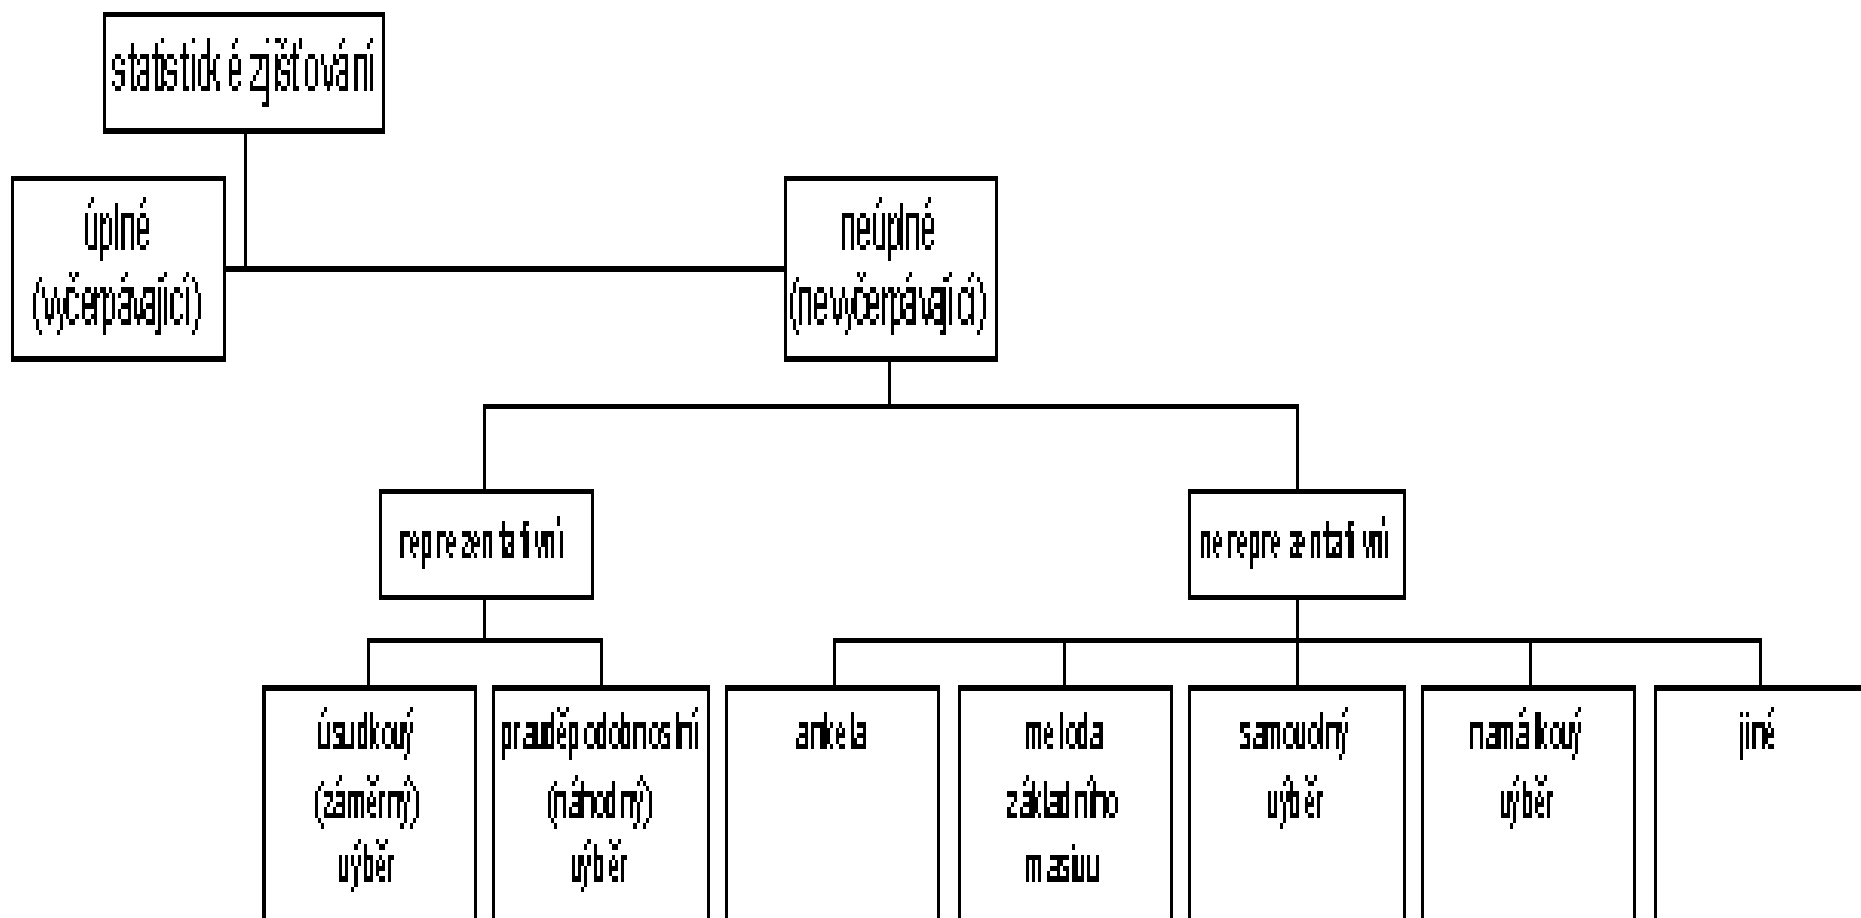 statistické zjišťování
úplné
(vyčerpávající)
neúplné
(nevyčerpávající)
reprezentativní
nereprezentativní
úsudkový
(záměrný)
výběr
pravděpodobnostní
(náhodný)
výběr
anketa
metoda
základního
masivu
samovolný
výběr
namátkový
výběr
jiné